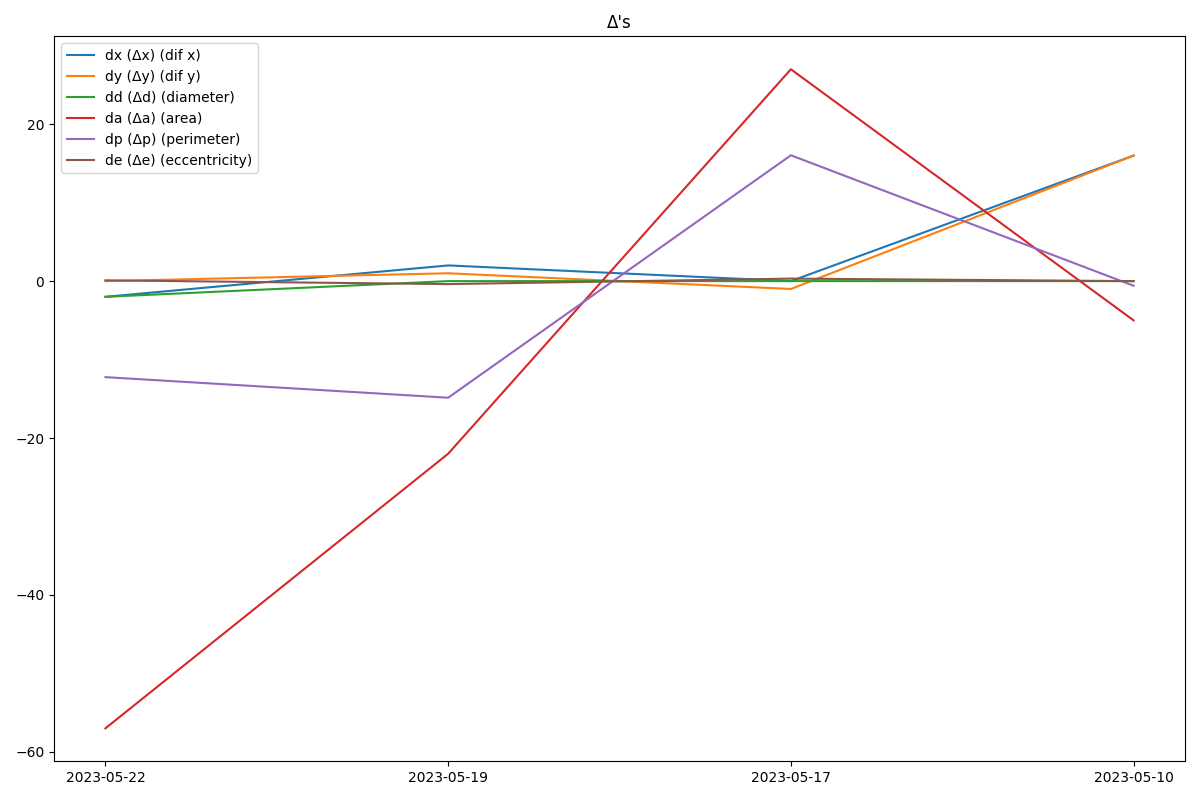 Δ's
dx (Δx) (dif x)
dy (Δy) (dif y)
dd (Δd) (diameter)
da (Δa) (area)
dp (Δp) (perimeter)
de (Δe) (eccentricity)
20
0
−20
−40
−60
2023-05-22 2023-05-19 2023-05-17 2023-05-10